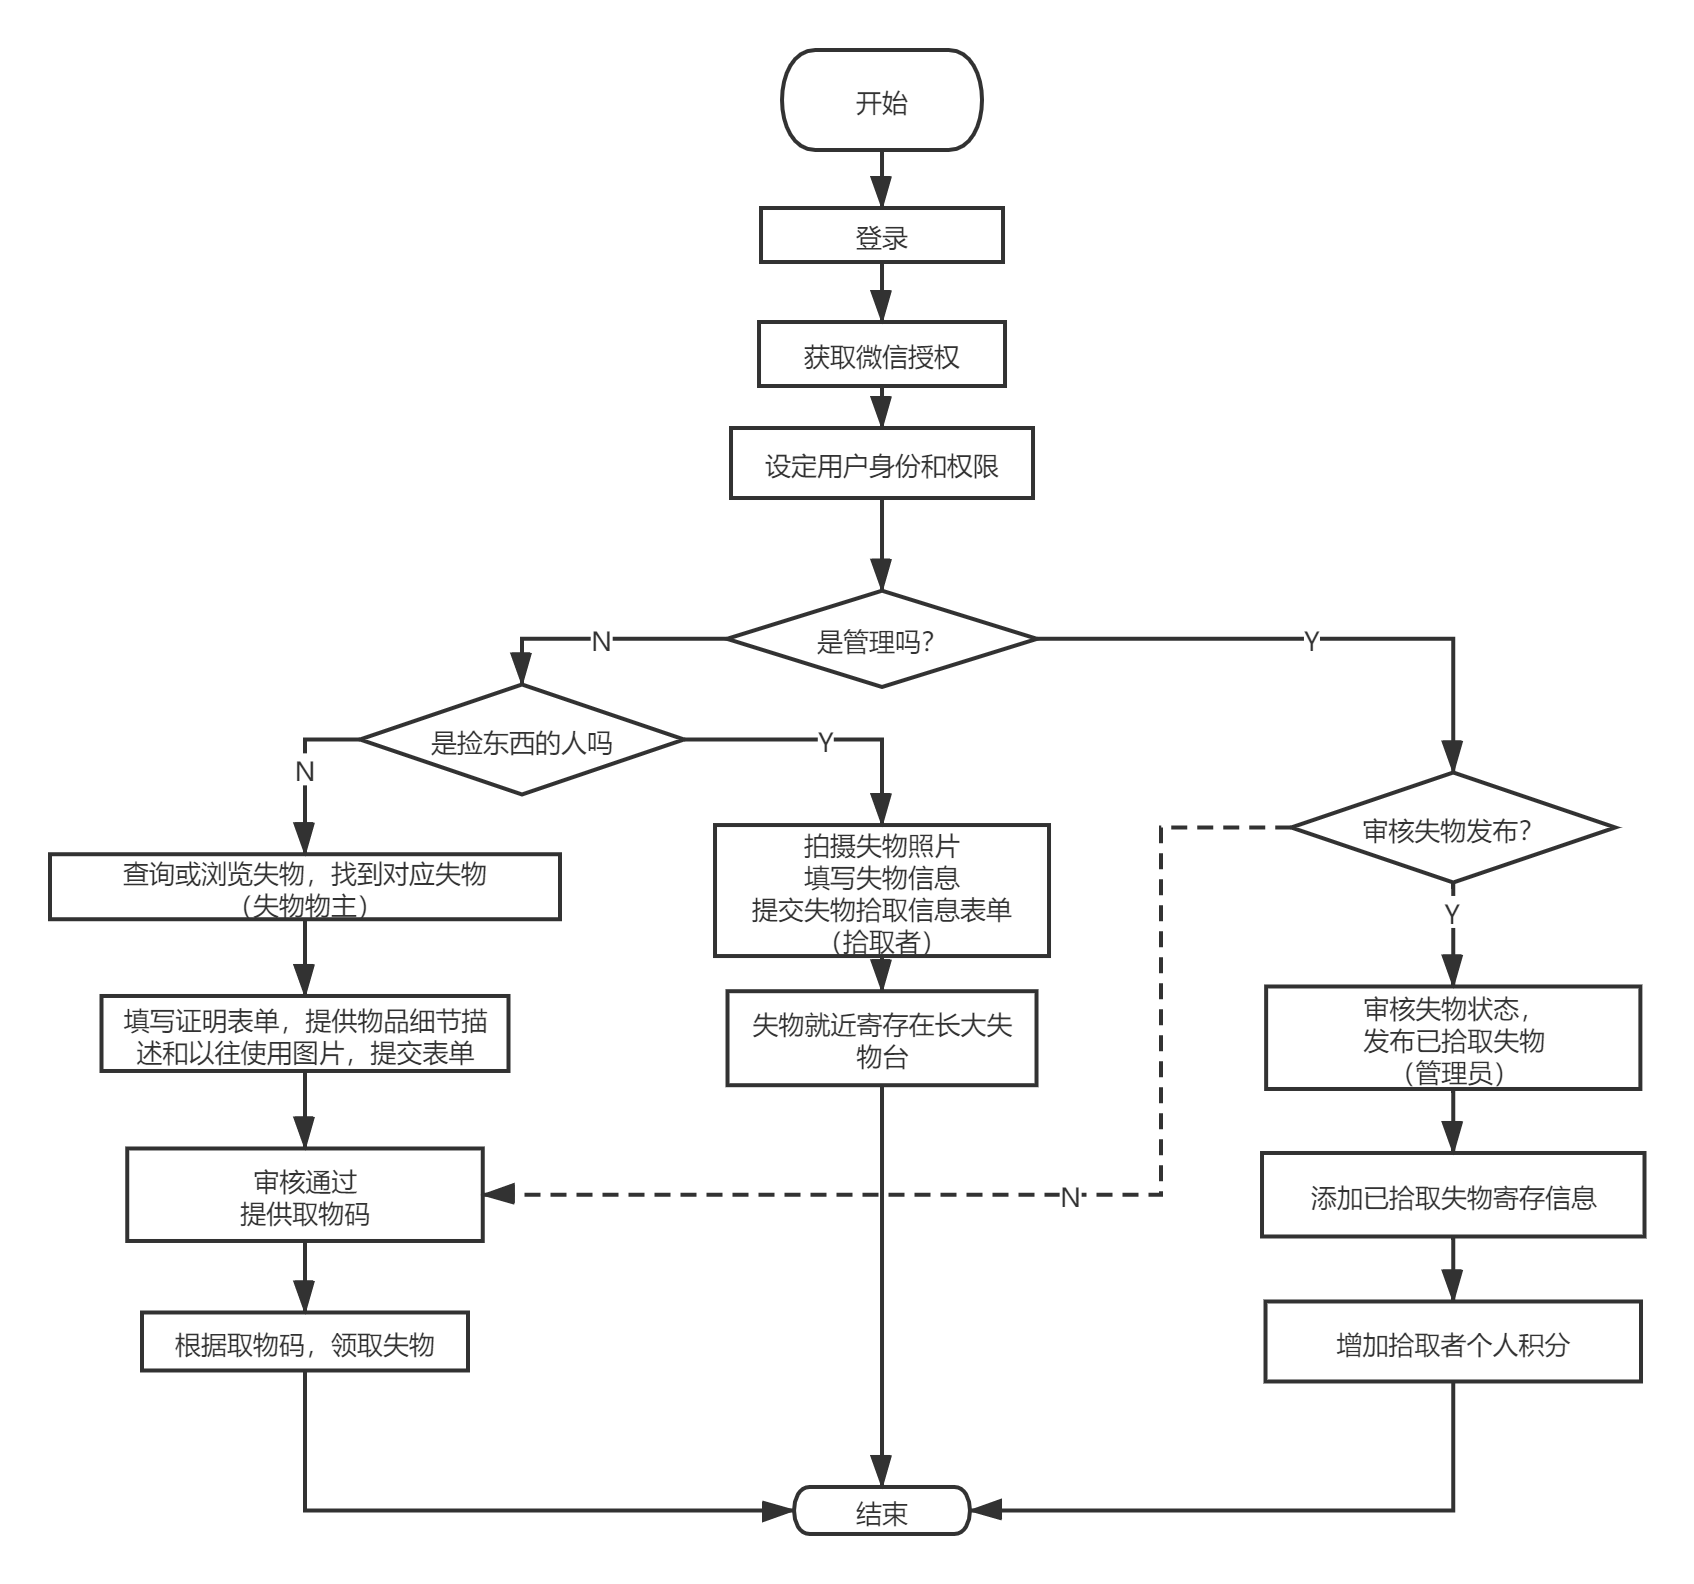 开始
登录
获取微信授权
设定用户身份和权限
是管理吗？
N
Y
是捡东西的人吗
N
Y
审核失物发布？
Y
N
查询或浏览失物，找到对应失物
（失物物主）
填写证明表单，提供物品细节描
述和以往使用图片，提交表单
审核通过
提供取物码
根据取物码，领取失物
拍摄失物照片
填写失物信息
提交失物拾取信息表单
（拾取者）
失物就近寄存在长大失
物台
审核失物状态，
发布已拾取失物
（管理员）
添加已拾取失物寄存信息
增加拾取者个人积分
结束